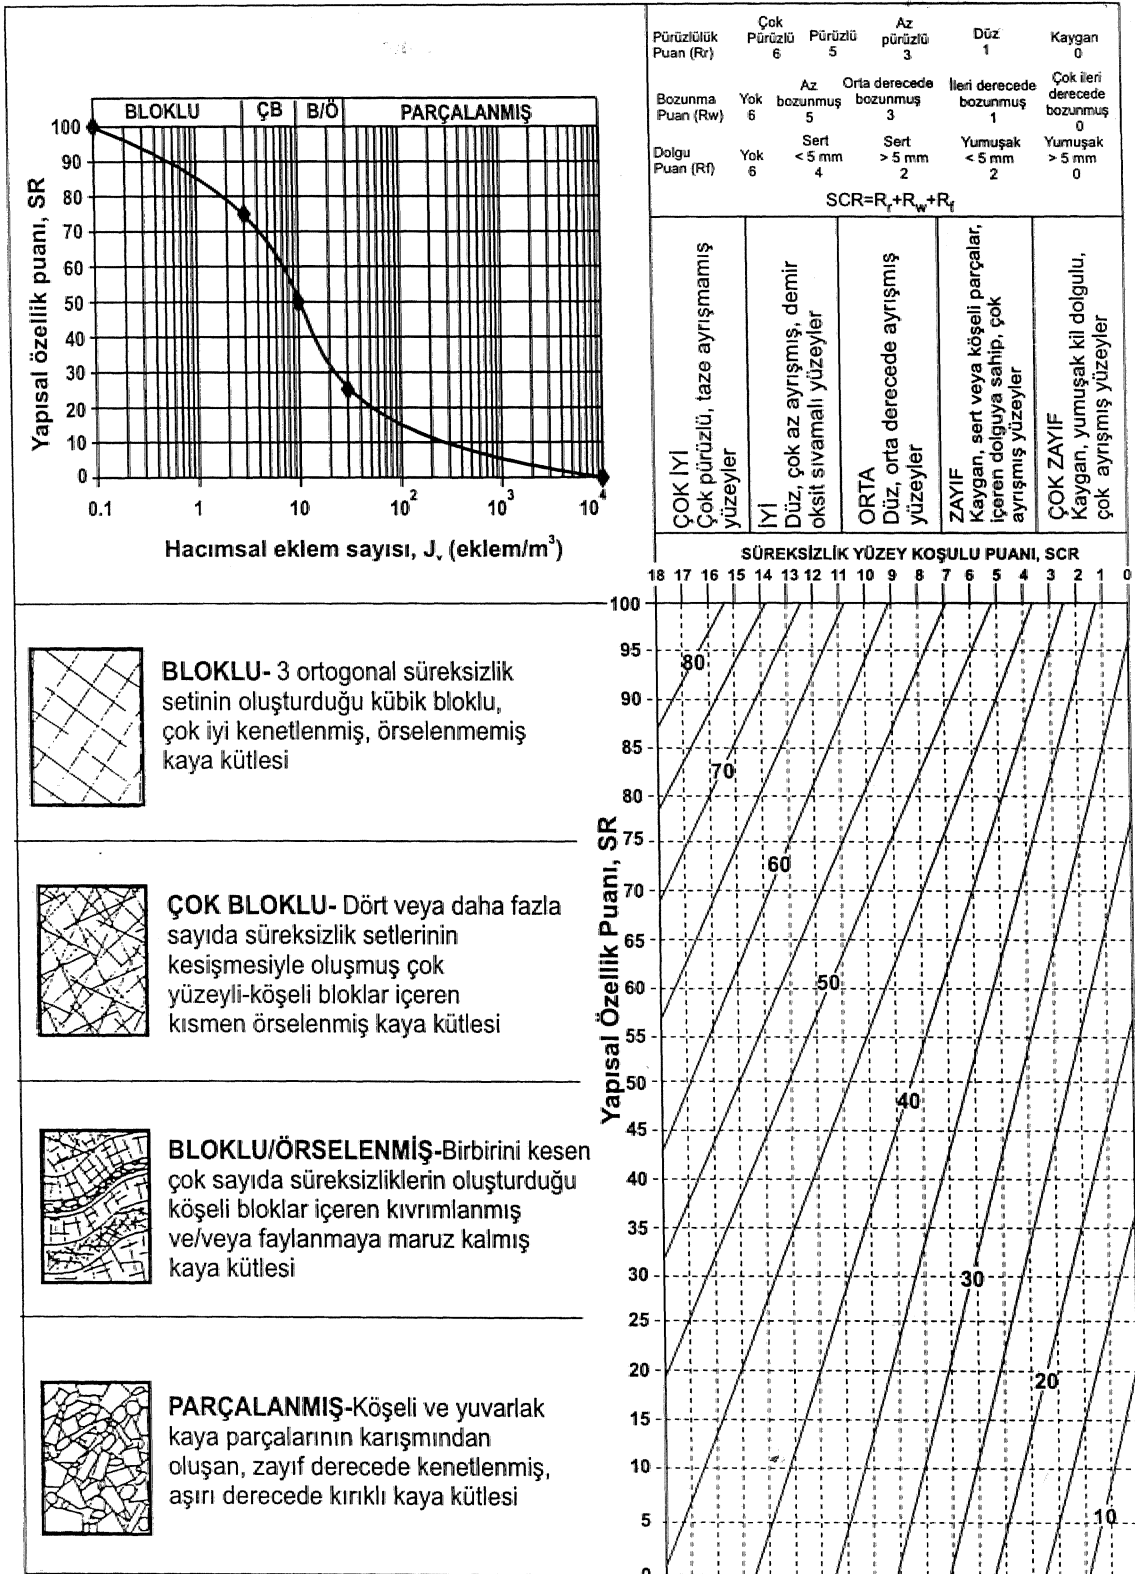 BLOKLU ÇB B/Ö PARÇALANMIŞ
100
90
80
70
60
50
40
30
20
10
0
Yapısal özellik puanı, SR
0.1 1 10 10² 10³ 10⁴
Hacımsal eklem sayısı, Jv (eklem/m³)
Pürüzlülük Puan (Rr)
Çok Pürüzlü 6
Pürüzlü 5
Az pürüzlü 3
Düz 1
Kaygan 0
Bozunma Puan (Rw)
Yok 6
Az bozunmuş 5
Orta derecede bozunmuş 3
İleri derecede bozunmuş 1
Çok ileri derecede bozunmuş 0
Dolgu Puan (Rf)
Yok 6
Sert < 5 mm 4
Sert > 5 mm 2
Yumuşak < 5 mm 2
Yumuşak > 5 mm 0
SCR=Rr+Rw+Rf
ÇOK İYİ
Çok pürüzlü, taze ayrışmamış
yüzeyler
İYİ
Düz, çok az ayrışmış, demir
oksit sıvamalı yüzeyler
ORTA
Düz, orta derecede ayrışmış
yüzeyler
ZAYIF
Kaygan, sert veya köşeli parçalar,
içeren dolguya sahip, çok
ayrışmış yüzeyler
ÇOK ZAYIF
Kaygan, yumuşak kil dolgulu,
çok ayrışmış yüzeyler
SÜREKSİZLİK YÜZEY KOŞULU PUANI, SCR
18 17 16 15 14 13 12 11 10 9 8 7 6 5 4 3 2 1 0
BLOKLU- 3 ortogonal süreksizlik
setinin oluşturduğu kübik bloklu,
çok iyi kenetlenmiş, örselenmemiş
kaya kütlesi
ÇOK BLOKLU- Dört veya daha fazla
sayıda süreksizlik setlerinin
kesişmesiyle oluşmuş çok
yüzeyli-köşeli bloklar içeren
kısmen örselenmiş kaya kütlesi
BLOKLU/ÖRSELENMİŞ-Birbirini kesen
çok sayıda süreksizliklerin oluşturduğu
köşeli bloklar içeren kıvrımlanmış
ve/veya faylanmaya maruz kalmış
kaya kütlesi
PARÇALANMIŞ-Köşeli ve yuvarlak
kaya parçalarının karışmından
oluşan, zayıf derecede kenetlenmiş,
aşırı derecede kırıklı kaya kütlesi
Yapısal Özellik Puanı, SR
100
95
90
85
80
75
70
65
60
55
50
45
40
35
30
25
20
15
10
5
0
80
70
60
50
40
30
20
10